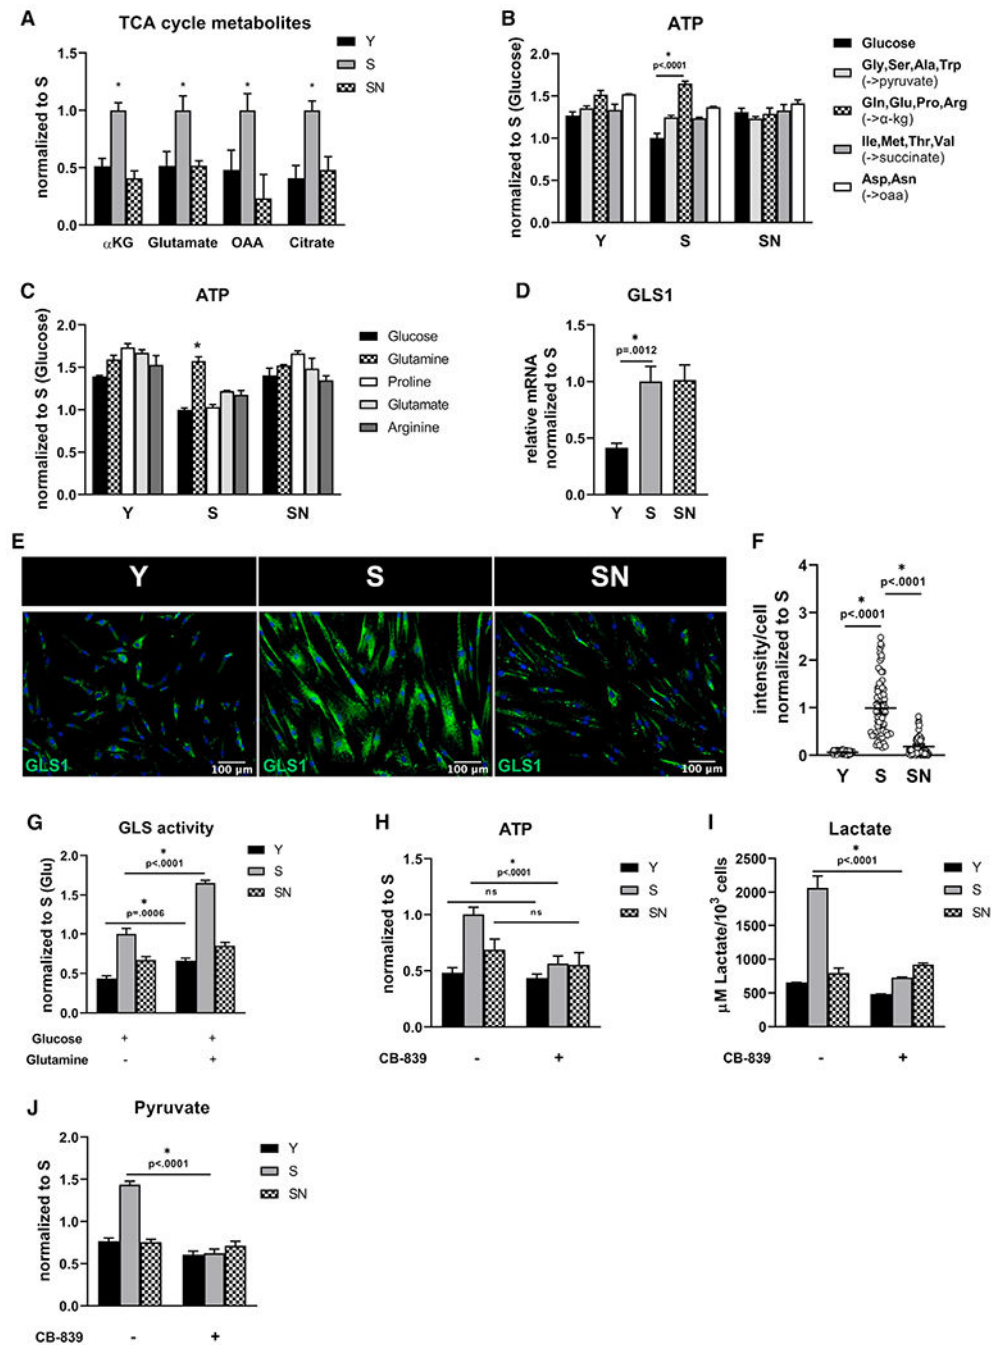 A
TCA cycle metabolites
normalized to S
1.5
1.0
0.5
0.0
* * * *
αKG Glutamate OAA Citrate
Y
S
SN
B
ATP
normalized to S (Glucose)
2.0
1.5
1.0
0.5
0.0
*
p<.0001
Y S SN
Glucose
Gly,Ser,Ala,Trp
(->pyruvate)
Gln,Glu,Pro,Arg
(->α-kg)
Ile,Met,Thr,Val
(->succinate)
Asp,Asn
(->oaa)
C
ATP
normalized to S (Glucose)
2.0
1.5
1.0
0.5
0.0
*
Y S SN
Glucose
Glutamine
Proline
Glutamate
Arginine
D
GLS1
relative mRNA
normalized to S
1.5
1.0
0.5
0.0
*
p=.0012
Y S SN
E
Y S SN
GLS1 100 µm
GLS1 100 µm
GLS1 100 µm
F
intensity/cell
normalized to S
4
3
2
1
0
*
p<.0001
*
p<.0001
Y S SN
G
GLS activity
normalized to S (Glu)
2.0
1.5
1.0
0.5
0.0
*
p<.0001
*
p=.0006
Y
S
SN
Glucose + +
Glutamine - +
H
ATP
normalized to S
1.5
1.0
0.5
0.0
*
p<.0001
ns
ns
Y
S
SN
CB-839 - +
I
Lactate
µM Lactate/10³ cells
2500
2000
1500
1000
500
0
*
p<.0001
Y
S
SN
CB-839 - +
J
Pyruvate
normalized to S
2.0
1.5
1.0
0.5
0.0
*
p<.0001
Y
S
SN
CB-839 - +